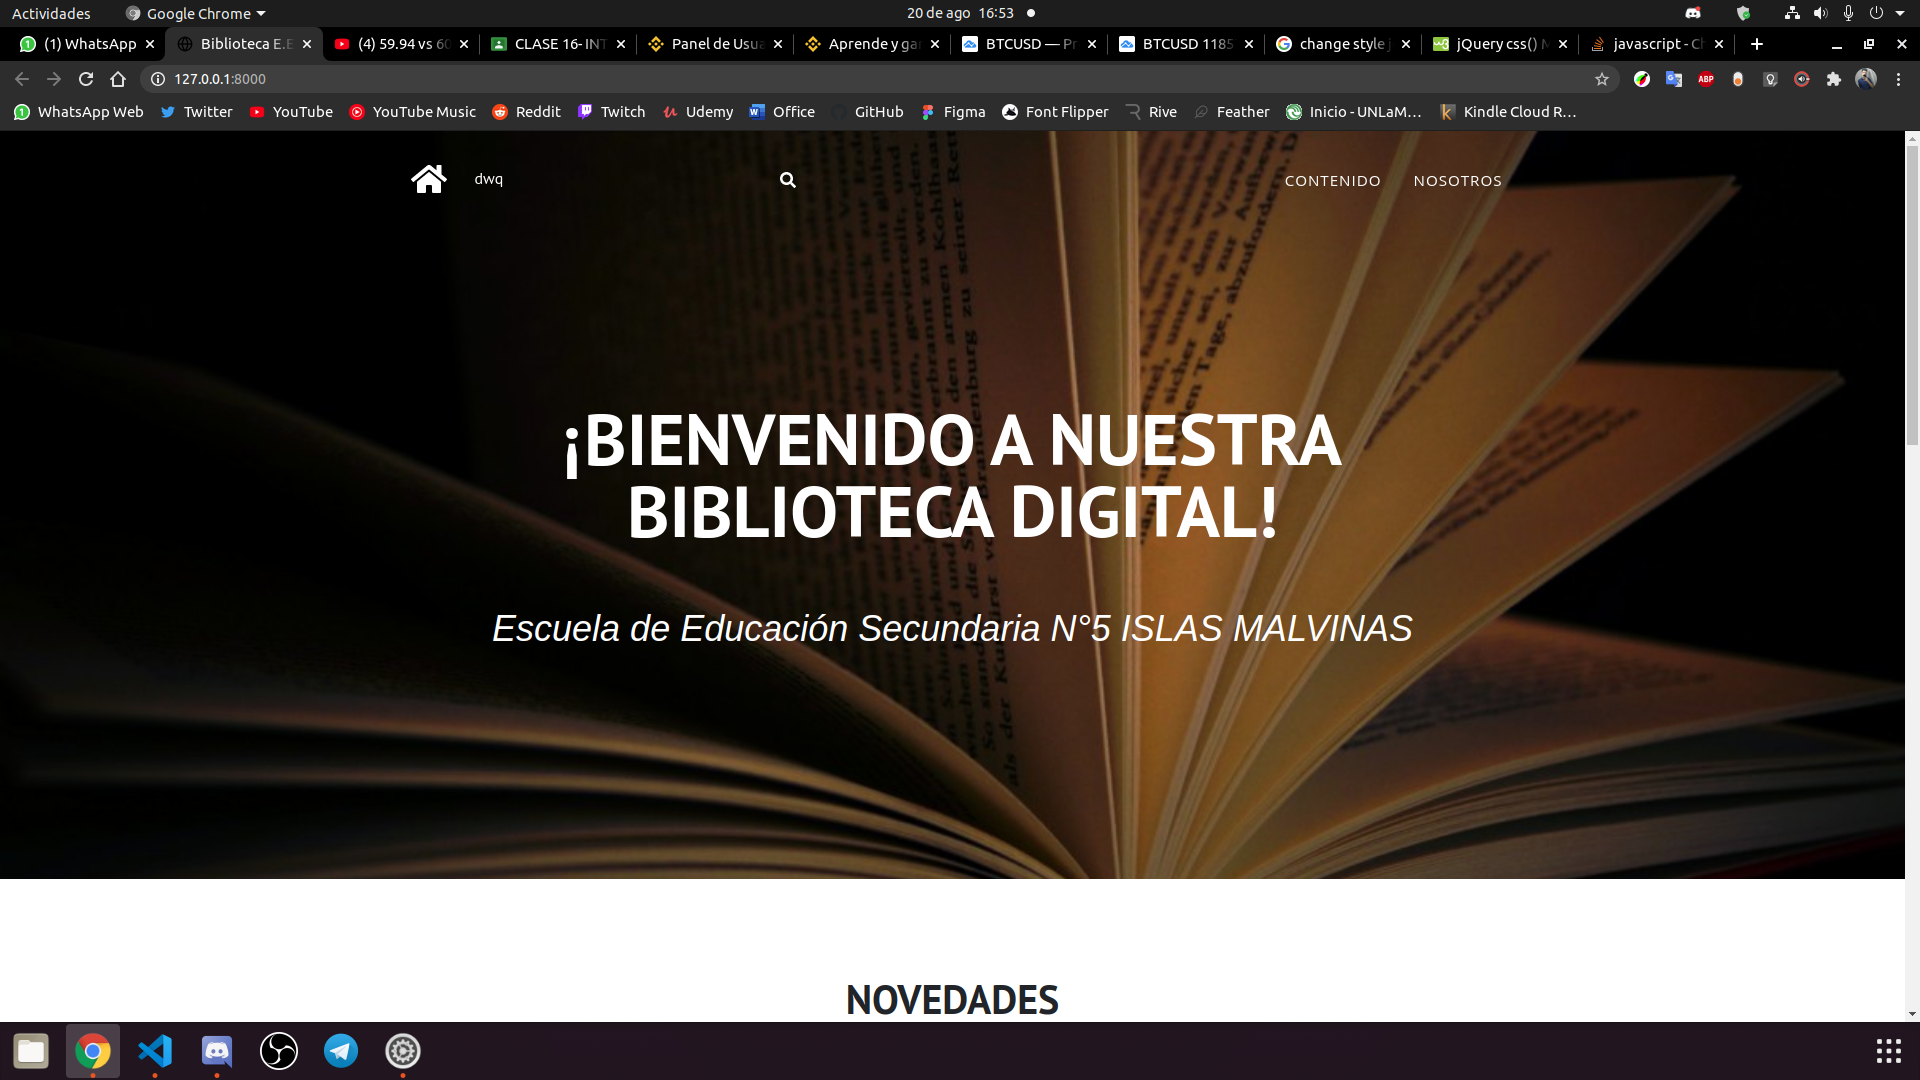 Actividades Google Chrome 20 de ago 16:53
(1) WhatsApp Biblioteca E.E (4) 59.94 vs 60 CLASE 16- INT Panel de Usua Aprende y ga BTCUSD — Pr BTCUSD 1185 change style j jQuery css() M javascript - Ch
127.0.0.1:8000 ABP
WhatsApp Web Twitter YouTube YouTube Music Reddit Twitch Udemy Office GitHub Figma Font Flipper Rive Feather Inicio - UNLaM... Kindle Cloud R...
dwq CONTENIDO NOSOTROS
¡BIENVENIDO A NUESTRA
BIBLIOTECA DIGITAL!
Escuela de Educación Secundaria N°5 ISLAS MALVINAS
NOVEDADES